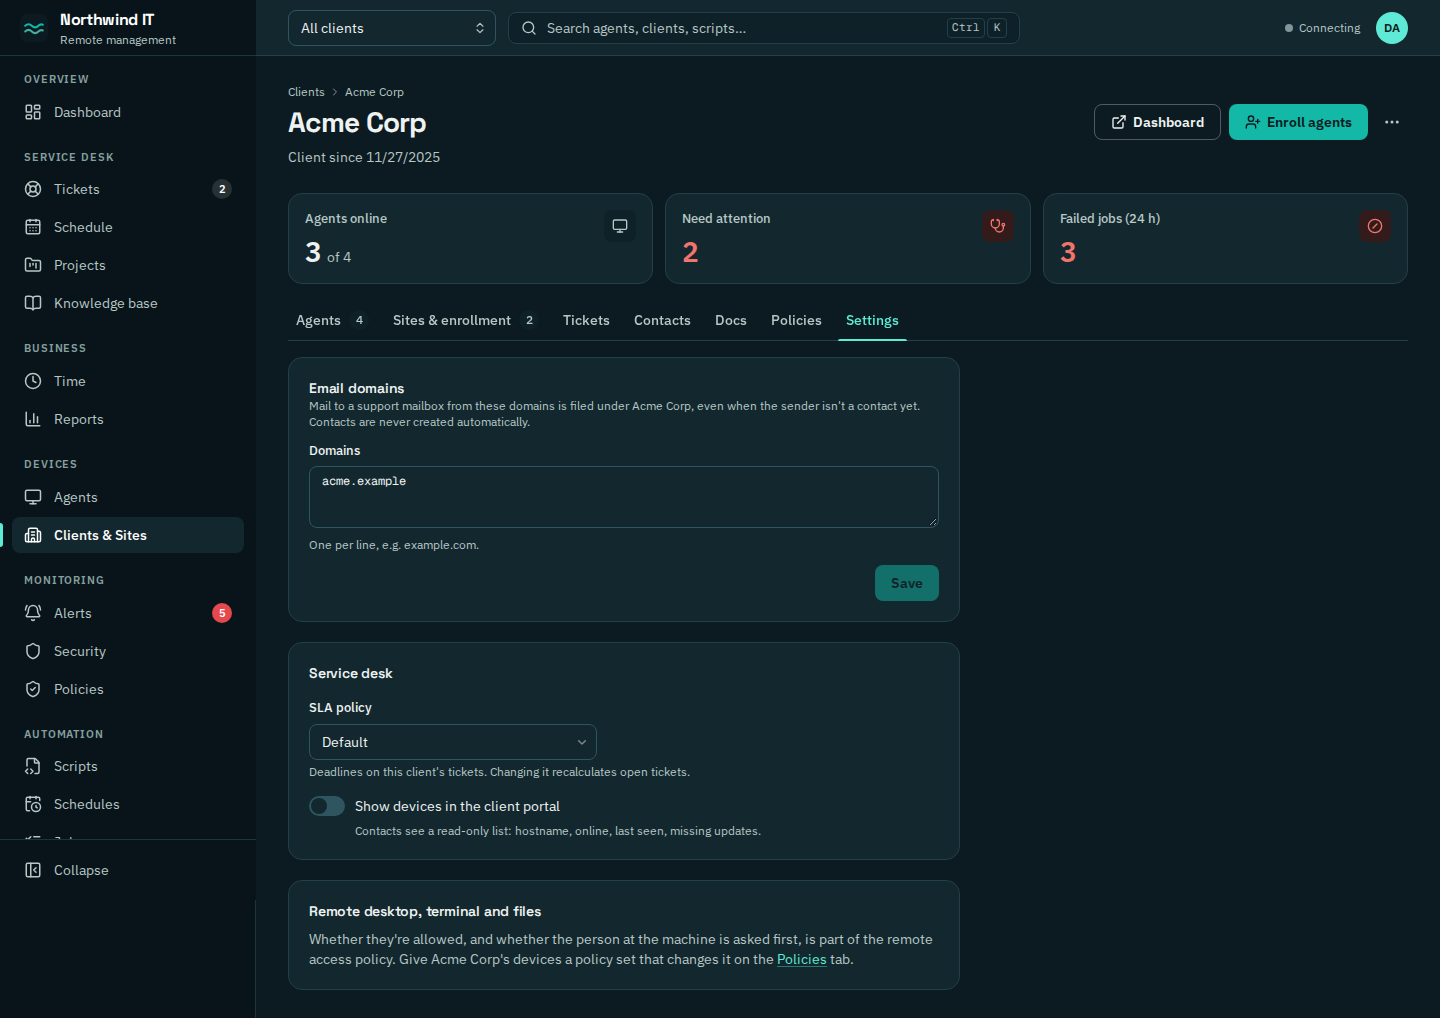 Northwind IT
Remote management
All clients
Search agents, clients, scripts...
Ctrl K
Connecting
DA
OVERVIEW
Dashboard
SERVICE DESK
Tickets 2
Schedule
Projects
Knowledge base
BUSINESS
Time
Reports
DEVICES
Agents
Clients & Sites
MONITORING
Alerts 5
Security
Policies
AUTOMATION
Scripts
Schedules
Collapse
Clients > Acme Corp
Acme Corp
Client since 11/27/2025
Dashboard
Enroll agents
Agents online
3 of 4
Need attention
2
Failed jobs (24 h)
3
Agents 4
Sites & enrollment 2
Tickets
Contacts
Docs
Policies
Settings
Email domains
Mail to a support mailbox from these domains is filed under Acme Corp, even when the sender isn't a contact yet.
Contacts are never created automatically.
Domains
acme.example
One per line, e.g. example.com.
Save
Service desk
SLA policy
Default
Deadlines on this client's tickets. Changing it recalculates open tickets.
Show devices in the client portal
Contacts see a read-only list: hostname, online, last seen, missing updates.
Remote desktop, terminal and files
Whether they're allowed, and whether the person at the machine is asked first, is part of the remote
access policy. Give Acme Corp's devices a policy set that changes it on the Policies tab.